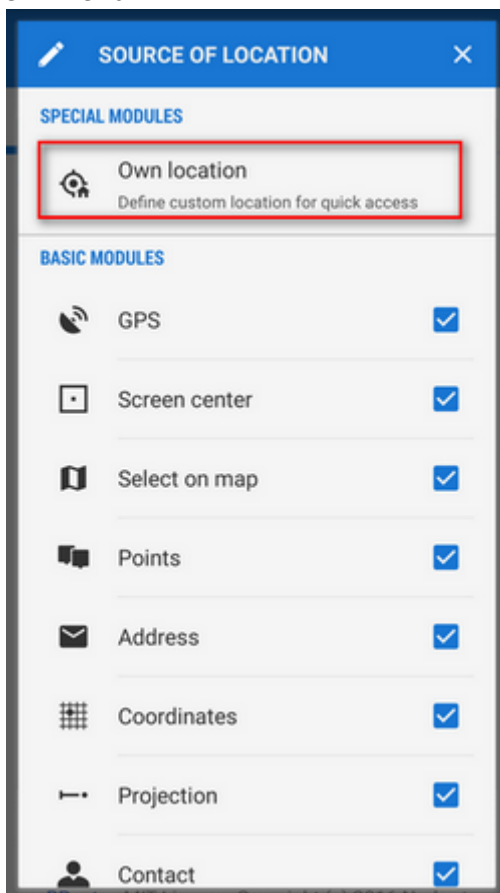 SOURCE OF LOCATION
SPECIAL MODULES
Own location
Define custom location for quick access
BASIC MODULES
GPS
Screen center
Select on map
Points
Address
Coordinates
Projection
Contact